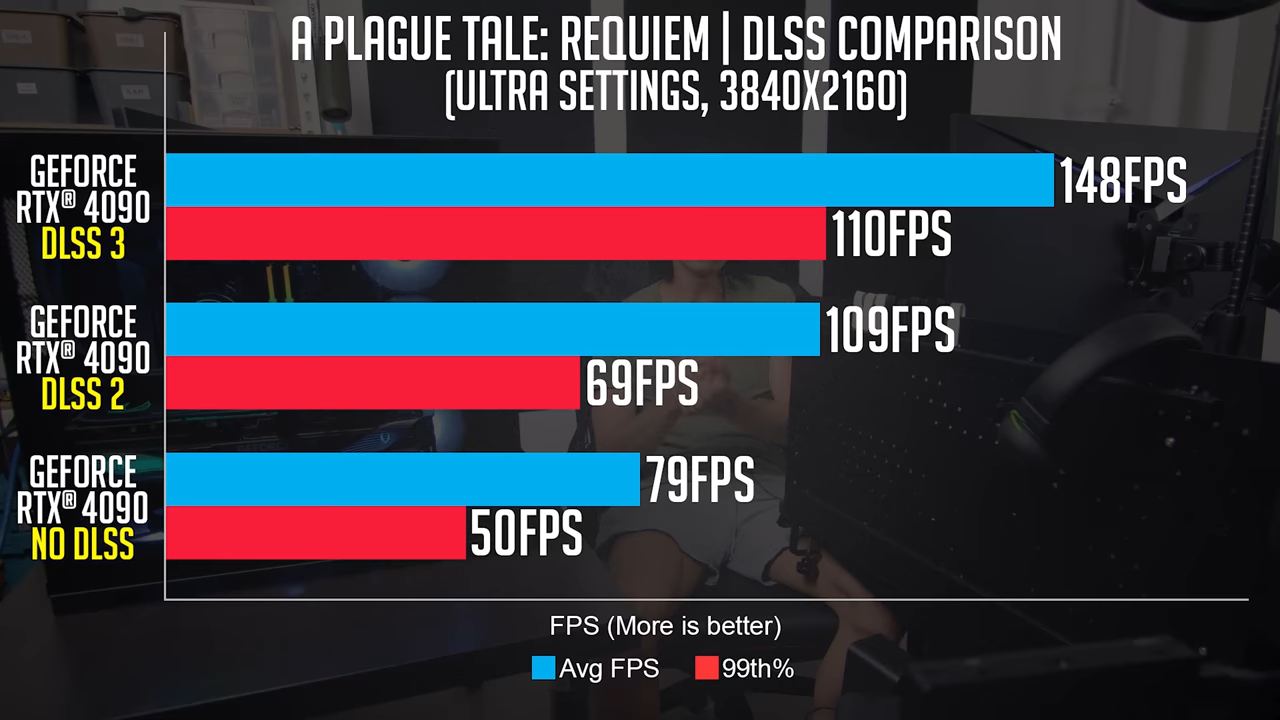 A PLAGUE TALE: REQUIEM | DLSS COMPARISON
(ULTRA SETTINGS, 3840X2160)
GEFORCE
RTX® 4090
DLSS 3
148FPS
110FPS
GEFORCE
RTX® 4090
DLSS 2
109FPS
69FPS
GEFORCE
RTX® 4090
NO DLSS
79FPS
50FPS
FPS (More is better)
Avg FPS
99th%